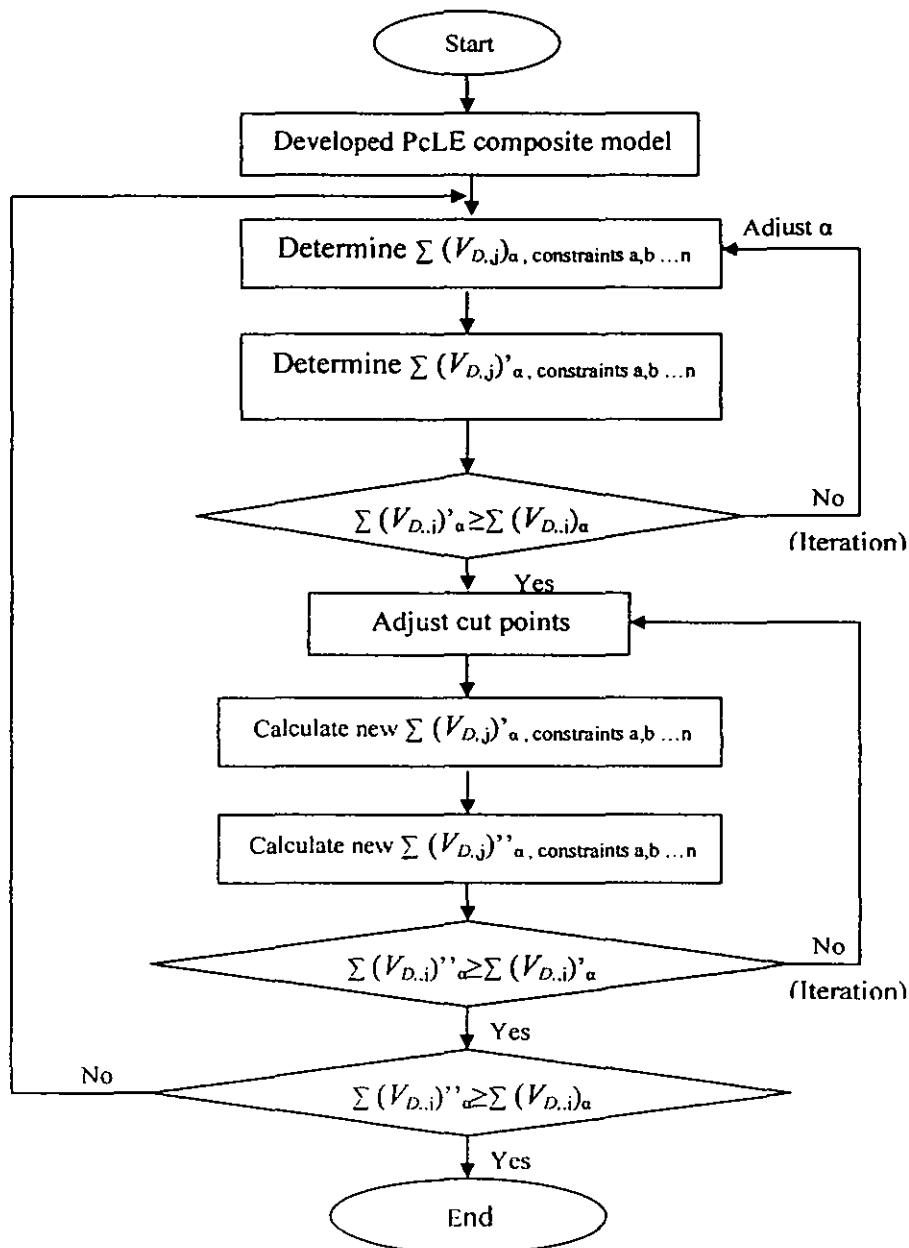 Start
Developed PcLE composite model
Determine ∑ (V_D,j)_α , constraints a,b ...n
Adjust α
Determine ∑ (V_D,j)’_α , constraints a,b ...n
∑ (V_D,j)’_α ≥ ∑ (V_D,j)_α
No
(Iteration)
Yes
Adjust cut points
Calculate new ∑ (V_D,j)’_α , constraints a,b ...n
Calculate new ∑ (V_D,j)’’_α , constraints a,b ...n
∑ (V_D,j)’’_α ≥ ∑ (V_D,j)’_α
No
(Iteration)
Yes
No
∑ (V_D,j)’’_α ≥ ∑ (V_D,j)_α
Yes
End